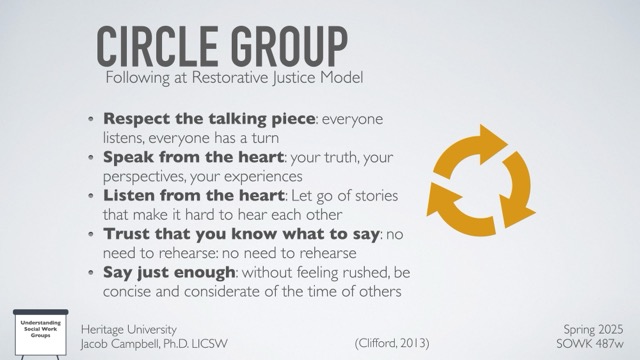 CIRCLE GROUP
Following at Restorative Justice Model
• Respect the talking piece: everyone
listens, everyone has a turn
• Speak from the heart: your truth, your
perspectives, your experiences
• Listen from the heart: Let go of stories
that make it hard to hear each other
• Trust that you know what to say: no
need to rehearse: no need to rehearse
• Say just enough: without feeling rushed, be
concise and considerate of the time of others
Understanding
Social Work
Groups
Heritage University
Jacob Campbell, Ph.D. LICSW
(Clifford, 2013)
Spring 2025
SOWK 487w